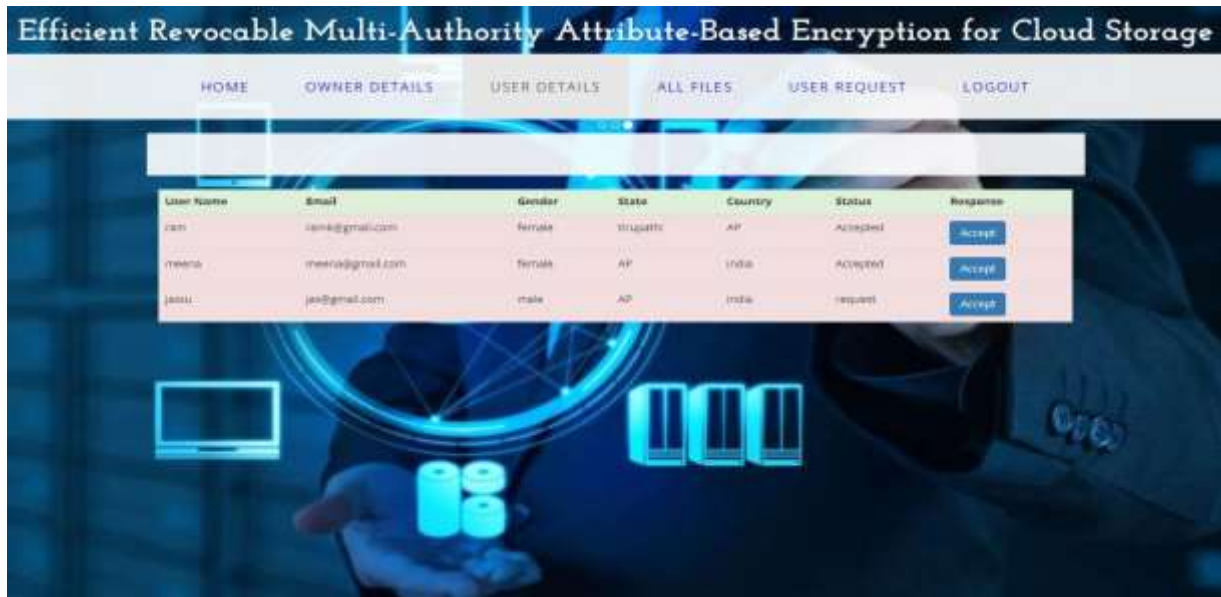 Efficient Revocable Multi-Authority Attribute-Based Encryption for Cloud Storage
HOME OWNER DETAILS USER DETAILS ALL FILES USER REQUEST LOGOUT
User Name Email Gender State Country Status Response
female tirupathi AP Accepted Accept
meena meena@gmail.com female AP india Accepted Accept
jas@gmail.com male AP india request Accept